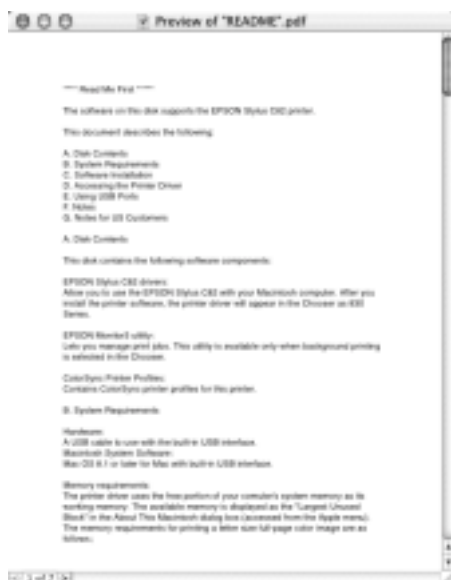 Preview of "README".pdf
**** Read Me First ****
The software on this disk supports the EPSON Stylus C62 printer.
This document describes the following:
A. Disk Contents
B. System Requirements
C. Software Installation
D. Accessing the Printer Driver
E. Using USB Ports
F. Notes
G. Notes for US Customers
A. Disk Contents
This disk contains the following software components:
EPSON Stylus C62 drivers:
Allow you to use the EPSON Stylus C62 with your Macintosh computer. After you
install the printer software, the printer driver will appear in the Chooser as
Series.
EPSON Monitor3 utility:
Lets you manage print jobs. This utility is available only when background printing
is selected in the Chooser.
ColorSync Printer Profiles:
Contains ColorSync printer profiles for this printer.
B. System Requirements
Hardware:
A USB cable to use with the built-in USB interface.
Macintosh System Software:
Mac OS 8.1 or later for Mac with built-in USB interface.
Memory requirements:
The printer driver uses the free portion of your comuter's system memory as its
working memory. The available memory is displayed as the "Largest Unused
Block" in the About This Macintosh dialog box (accessed from the Apple menu).
The memory requirements for printing a letter size full-page color image are as
follows:
1 of 7